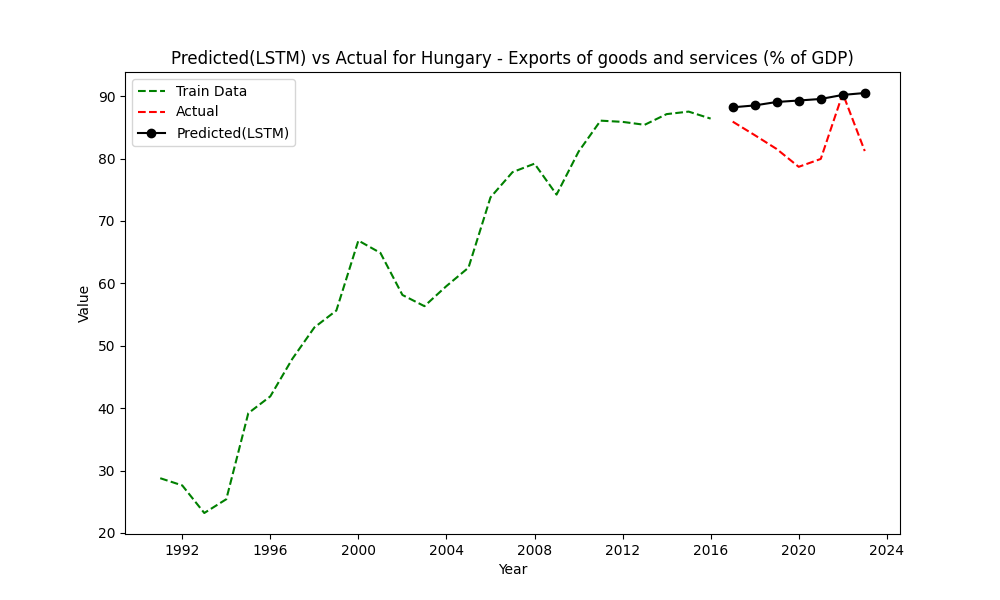 Predicted(LSTM) vs Actual for Hungary - Exports of goods and services (% of GDP)
Train Data
Actual
Predicted(LSTM)
Value
90
80
70
60
50
40
30
20
1992 1996 2000 2004 2008 2012 2016 2020 2024
Year